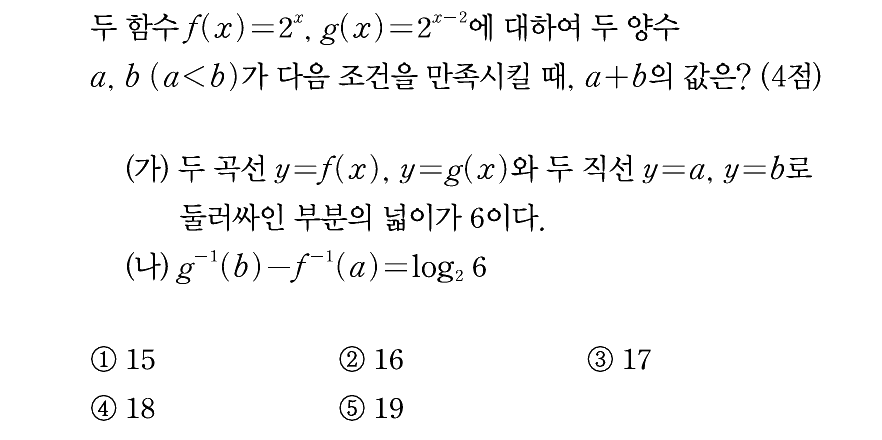 두 함수 f(x)=2^x, g(x)=2^{x-2}에 대하여 두 양수
a, b (a<b)가 다음 조건을 만족시킬 때, a+b의 값은? (4점)
(가) 두 곡선 y=f(x), y=g(x)와 두 직선 y=a, y=b로
둘러싸인 부분의 넓이가 6이다.
(나) g^{-1}(b)-f^{-1}(a)=log_2 6
① 15 ② 16 ③ 17
④ 18 ⑤ 19